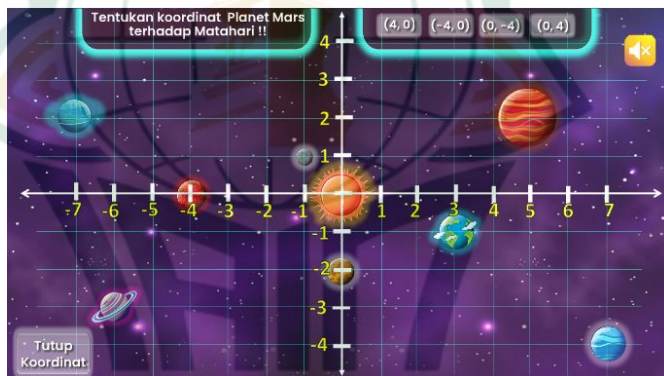 Tentukan koordinat Planet Mars
terhadap Matahari !!
(4, 0) (-4, 0) (0, -4) (0, 4)
4
3
2
1
-7 -6 -5 -4 -3 -2 -1 1 2 3 4 5 6 7
-1
-2
-3
-4
Tutup
Koordinat